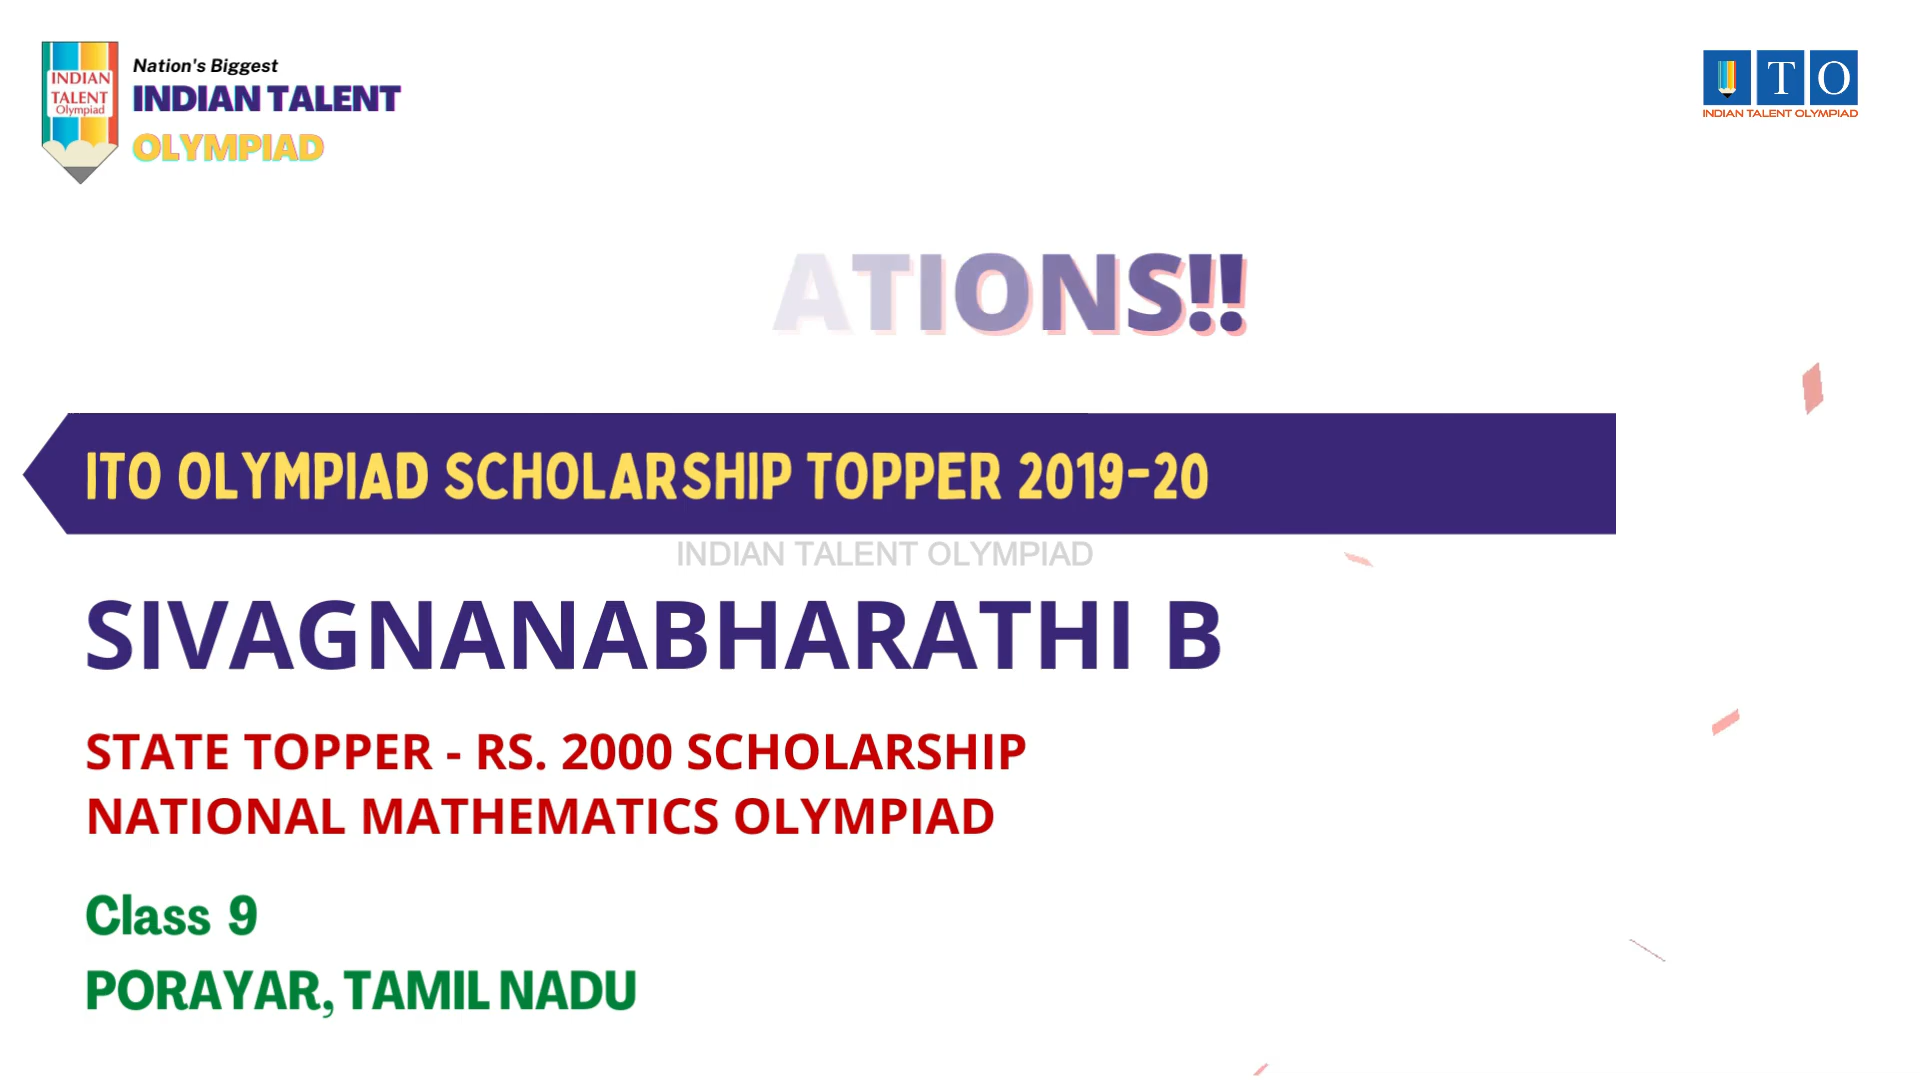 INDIAN
TALENT
Olympiad
Nation's Biggest
INDIAN TALENT
OLYMPIAD
ITO
INDIAN TALENT OLYMPIAD
ATIONS!!
ITO OLYMPIAD SCHOLARSHIP TOPPER 2019-20
INDIAN TALENT OLYMPIAD
SIVAGNANABHARATHI B
STATE TOPPER - RS. 2000 SCHOLARSHIP
NATIONAL MATHEMATICS OLYMPIAD
Class 9
PORAYAR, TAMIL NADU